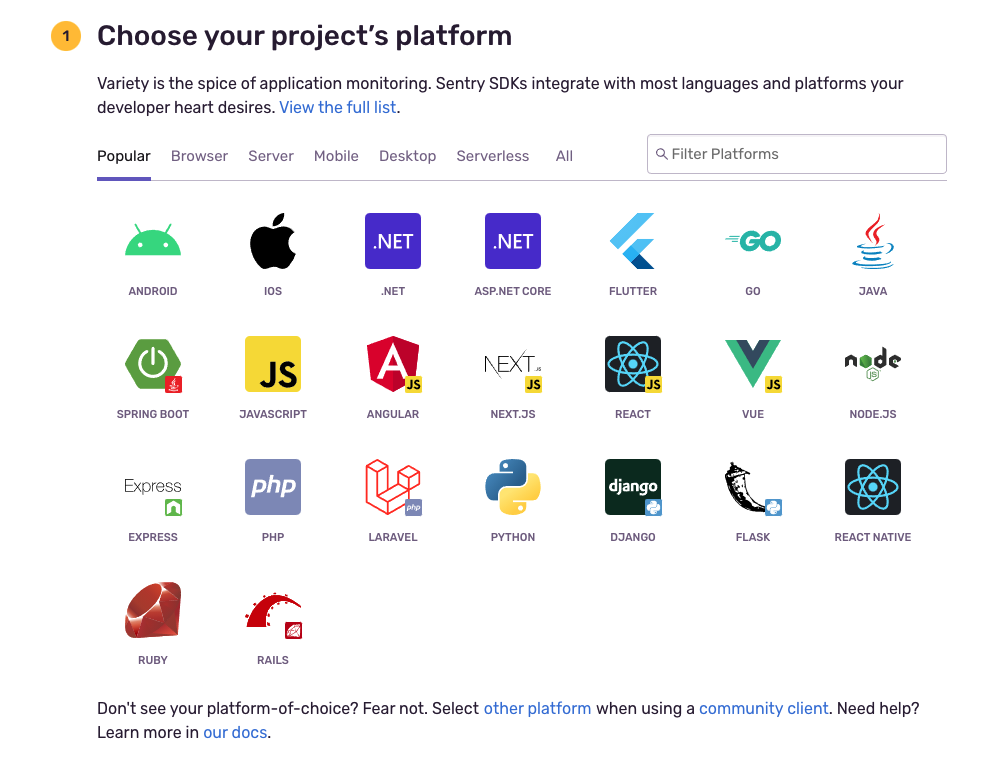 1
Choose your project’s platform
Variety is the spice of application monitoring. Sentry SDKs integrate with most languages and platforms your
developer heart desires. View the full list.
Popular Browser Server Mobile Desktop Serverless All
Filter Platforms
.NET .NET GO
ANDROID IOS .NET ASP.NET CORE FLUTTER GO JAVA
JS JS NEXT.JS JS JS JS node JS
SPRING BOOT JAVASCRIPT ANGULAR NEXT.JS REACT VUE NODE.JS
Express php php django
EXPRESS PHP LARAVEL PYTHON DJANGO FLASK REACT NATIVE
RUBY RAILS
Don't see your platform-of-choice? Fear not. Select other platform when using a community client. Need help?
Learn more in our docs.